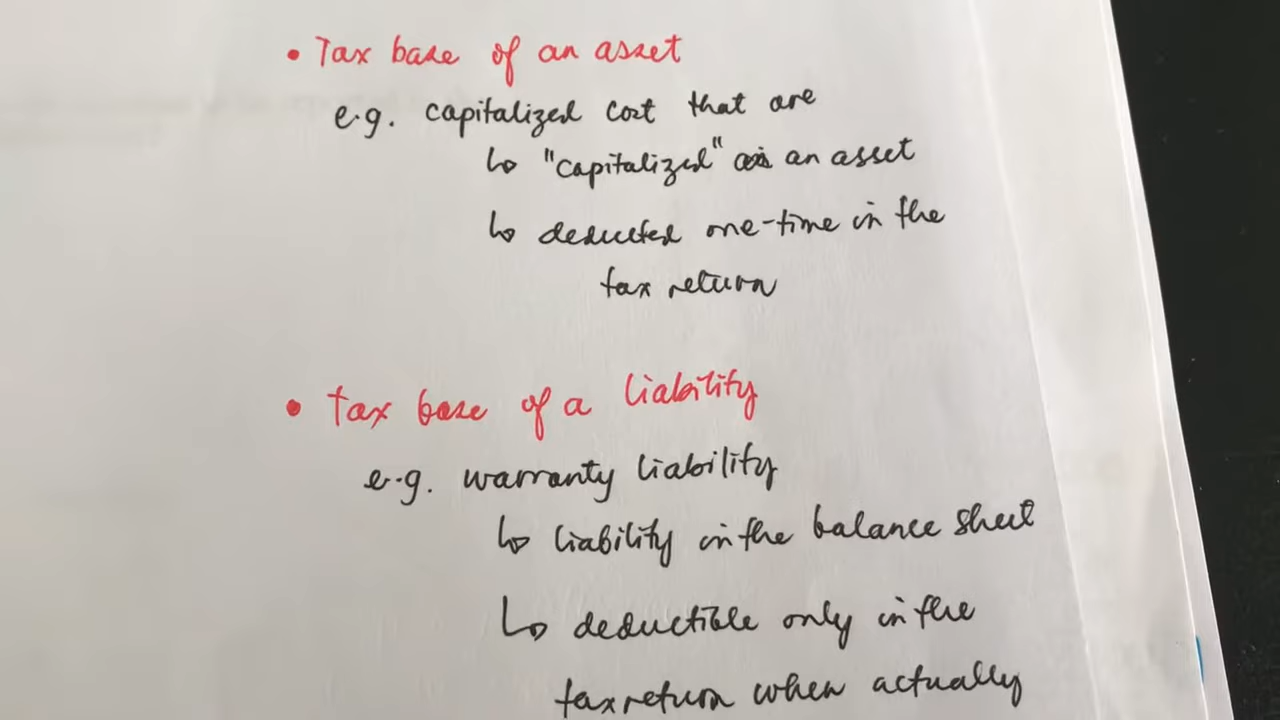 • Tax base of an asset
e.g. capitalized cost that are
↳ "capitalized" as an asset
↳ deducted one-time in the
tax return
• Tax base of a liability
e.g. warranty liability
↳ liability in the balance sheet
↳ deductible only in the
tax return when actually